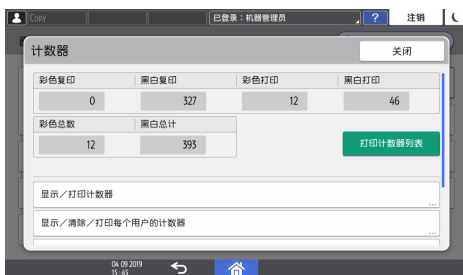 Copy
已登录：机器管理员
?
注销
计数器
关闭
彩色复印 黑白复印 彩色打印 黑白打印
0 327 12 46
彩色总数 黑白总计
12 393
打印计数器列表
显示／打印计数器
...
显示／清除／打印每个用户的计数器
...
04 09 2019
15:45